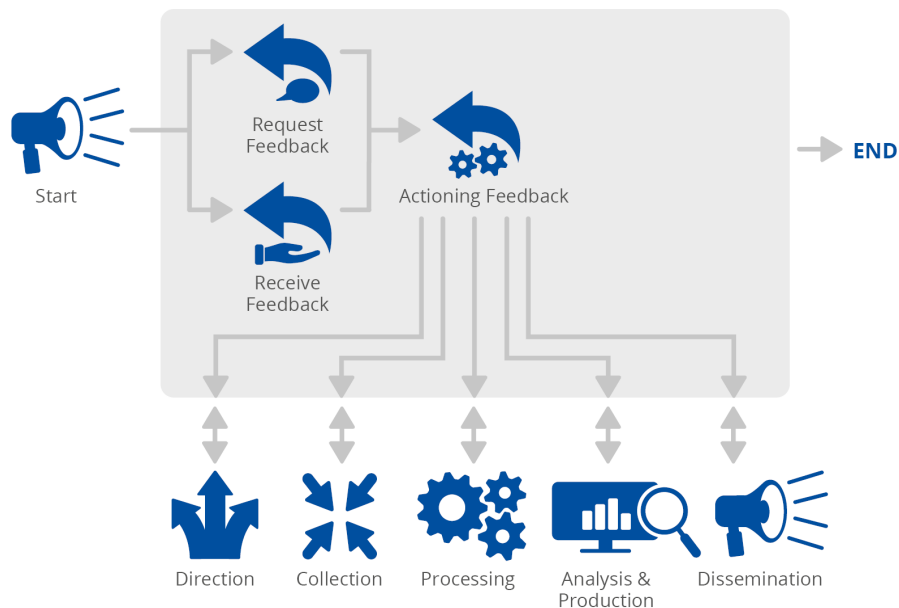 Request
Feedback
END
Start
Actioning Feedback
Receive
Feedback
Direction
Collection
Processing
Analysis &
Production
Dissemination